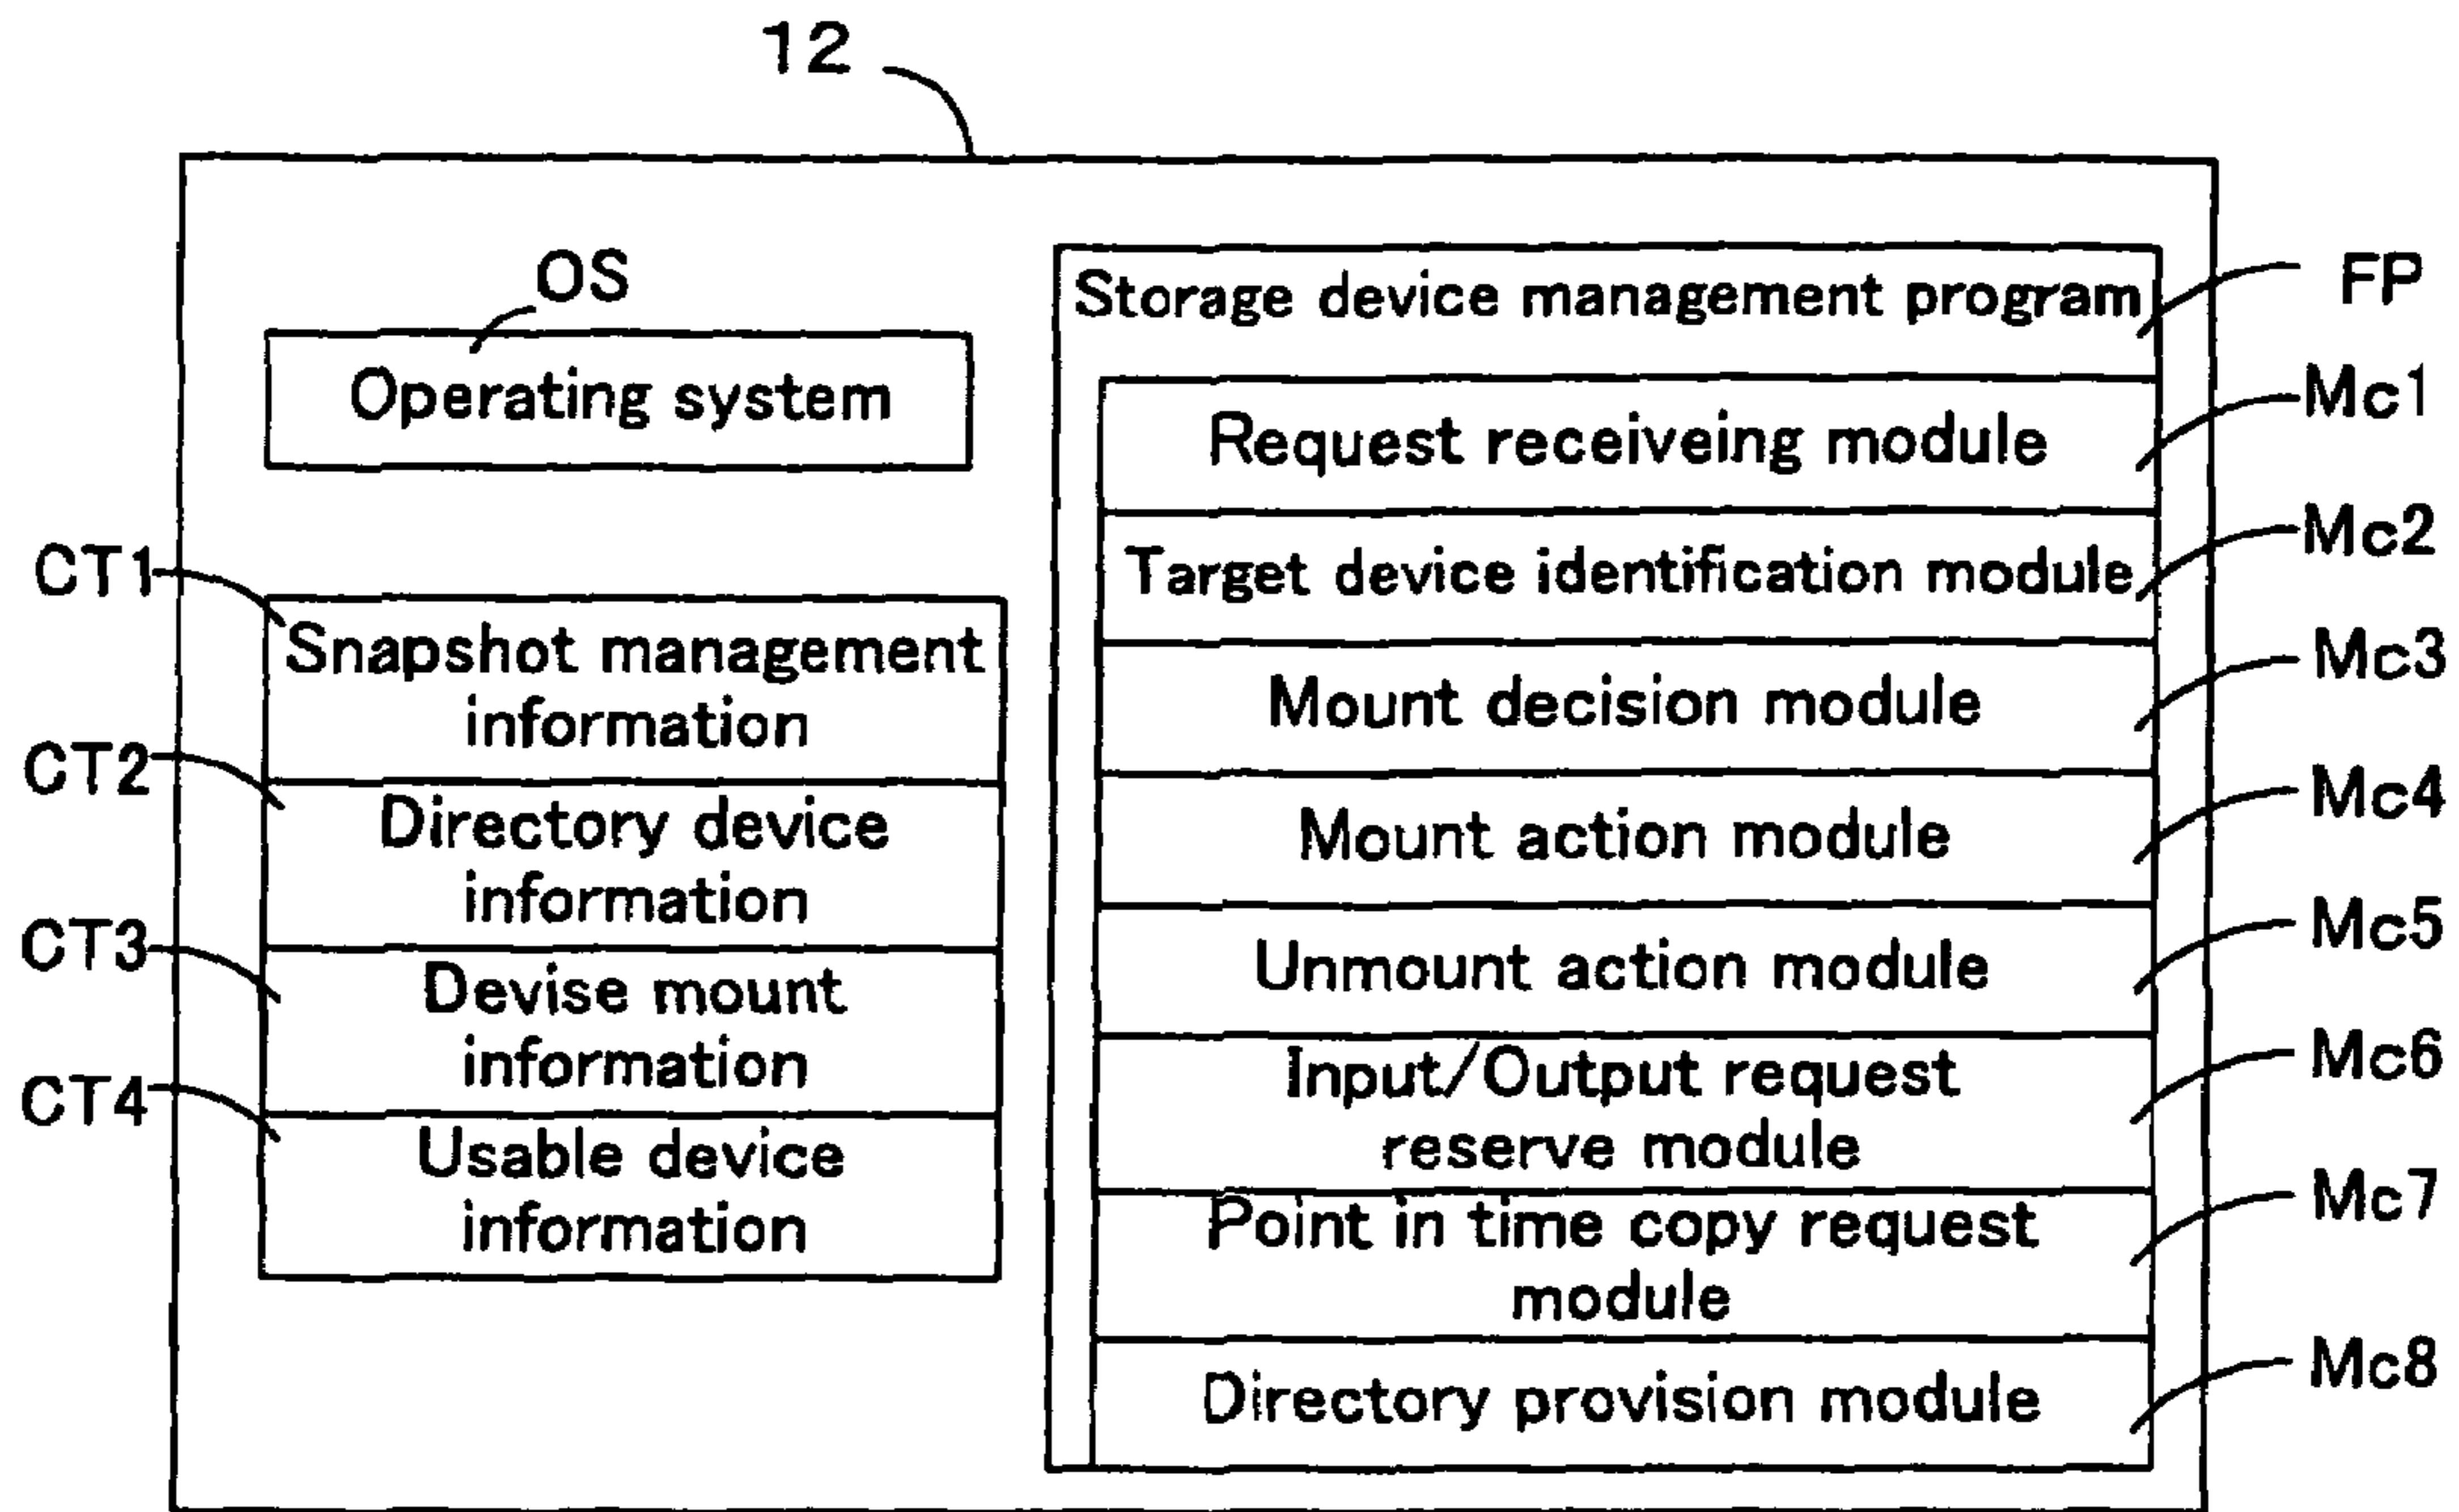 12
OS
Operating system
CT1
Snapshot management
information
CT2
Directory device
information
CT3
Devise mount
information
CT4
Usable device
information
Storage device management program
FP
Request receiveing module
Mc1
Target device identification module
Mc2
Mount decision module
Mc3
Mount action module
Mc4
Unmount action module
Mc5
Input/Output request
reserve module
Mc6
Point in time copy request
module
Mc7
Directory provision module
Mc8